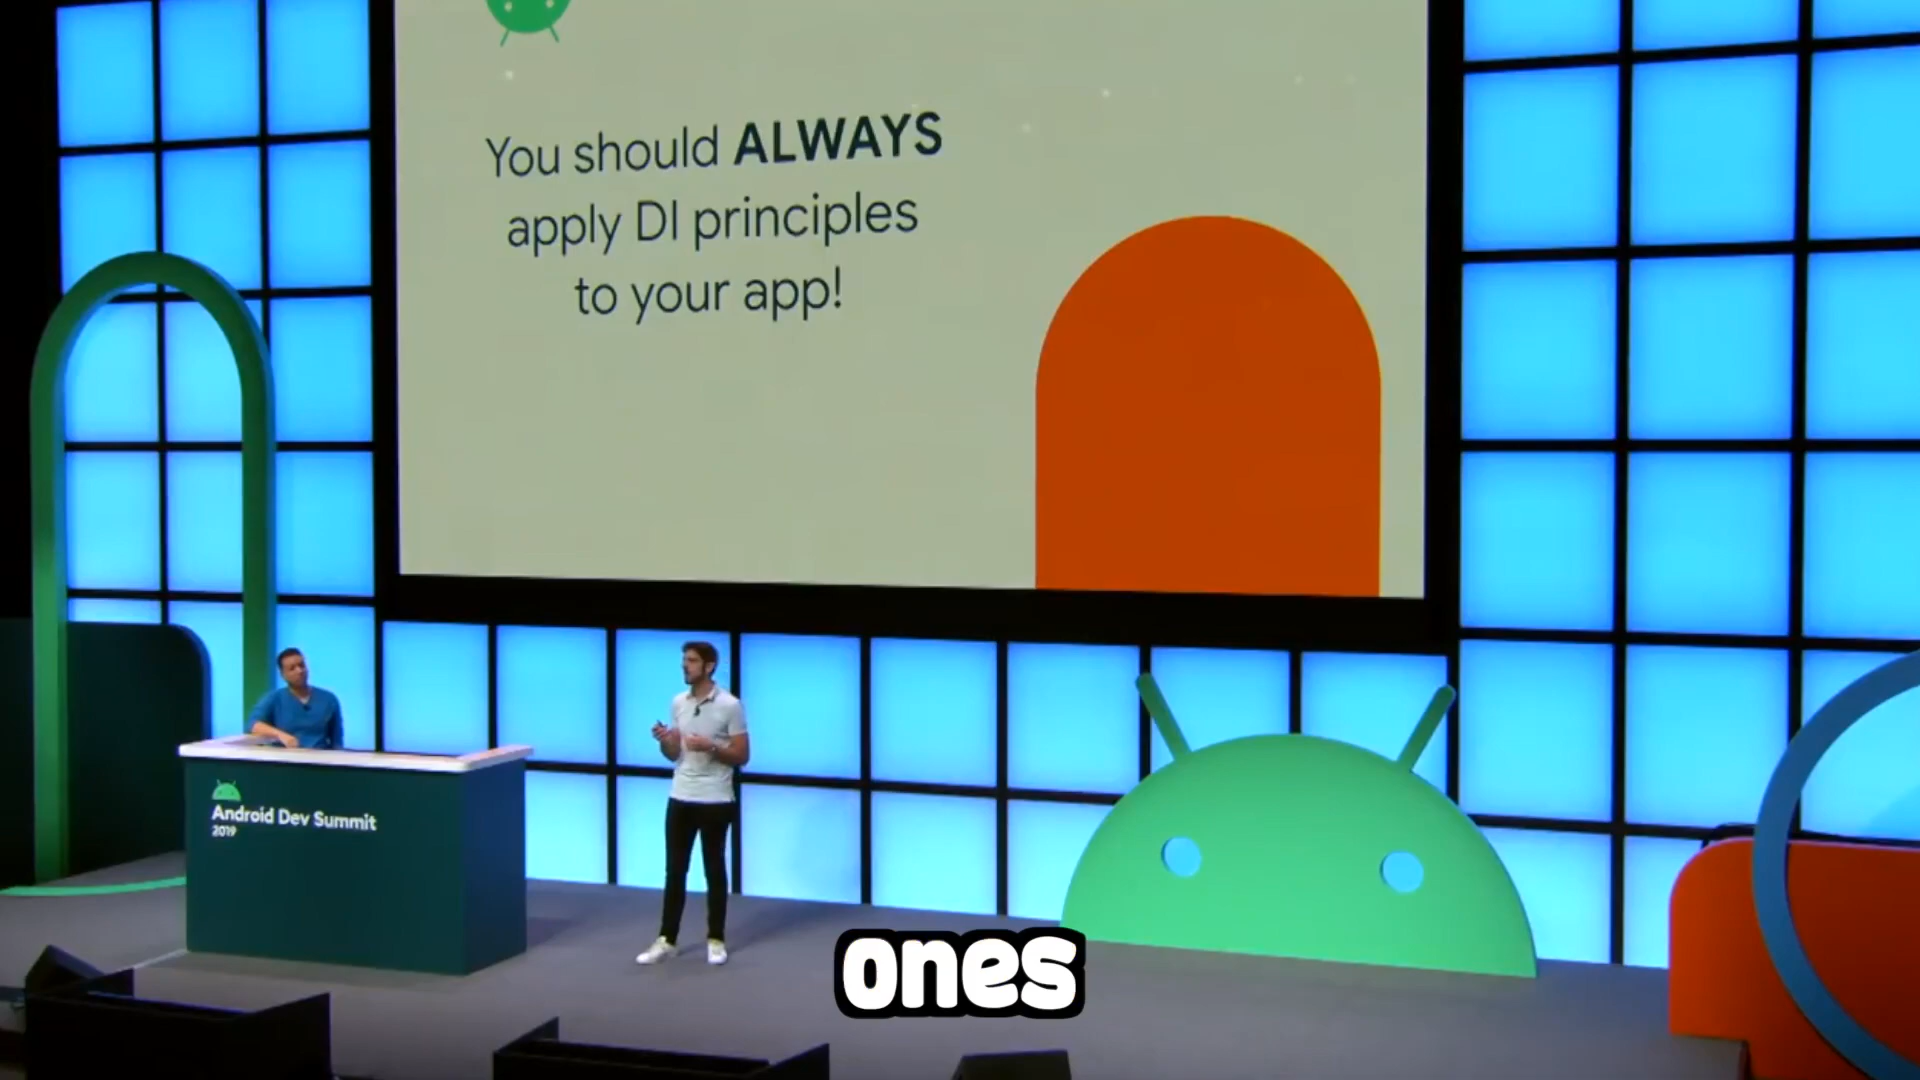 You should ALWAYS
apply DI principles
to your app!
Android Dev Summit
2019
ones